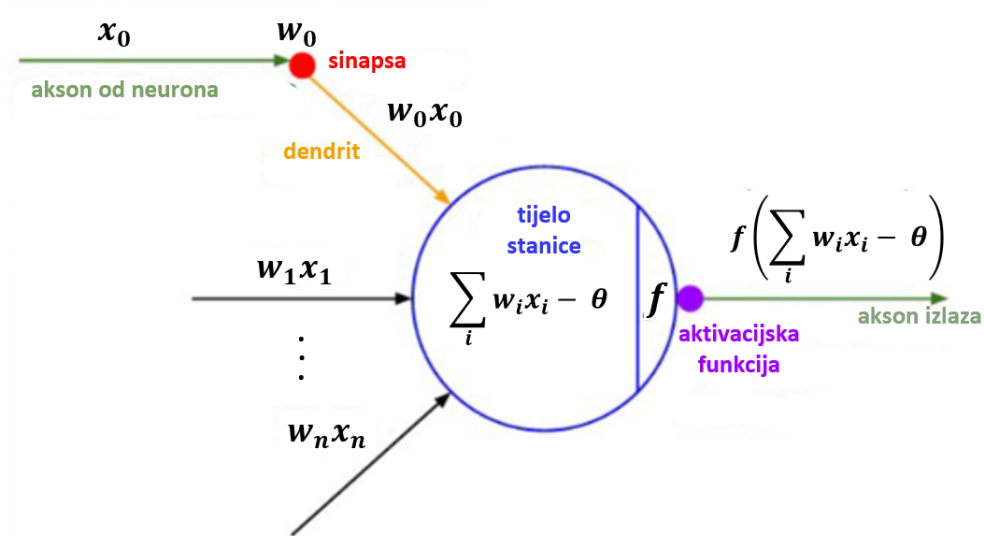 x₀
w₀
sinapsa
akson od neurona
w₀x₀
dendrit
tijelo
stanice
f(∑ᵢ wᵢxᵢ − θ)
w₁x₁
∑ᵢ wᵢxᵢ − θ
f
akson izlaza
aktivacijska
funkcija
⋮
wₙxₙ